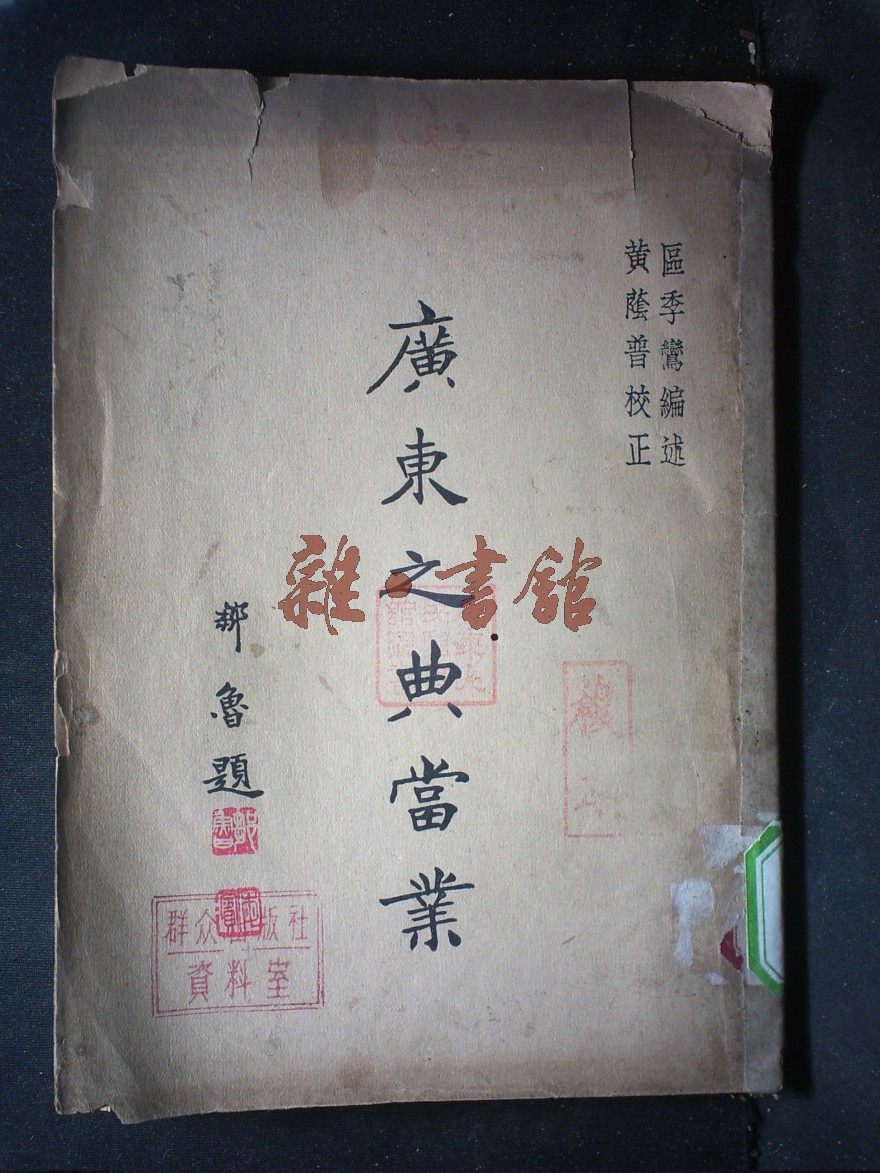 區季鸞編述
黃蔭普校正
廣東之典當業
鄒魯題
雜·書館
群众出版社
資料室